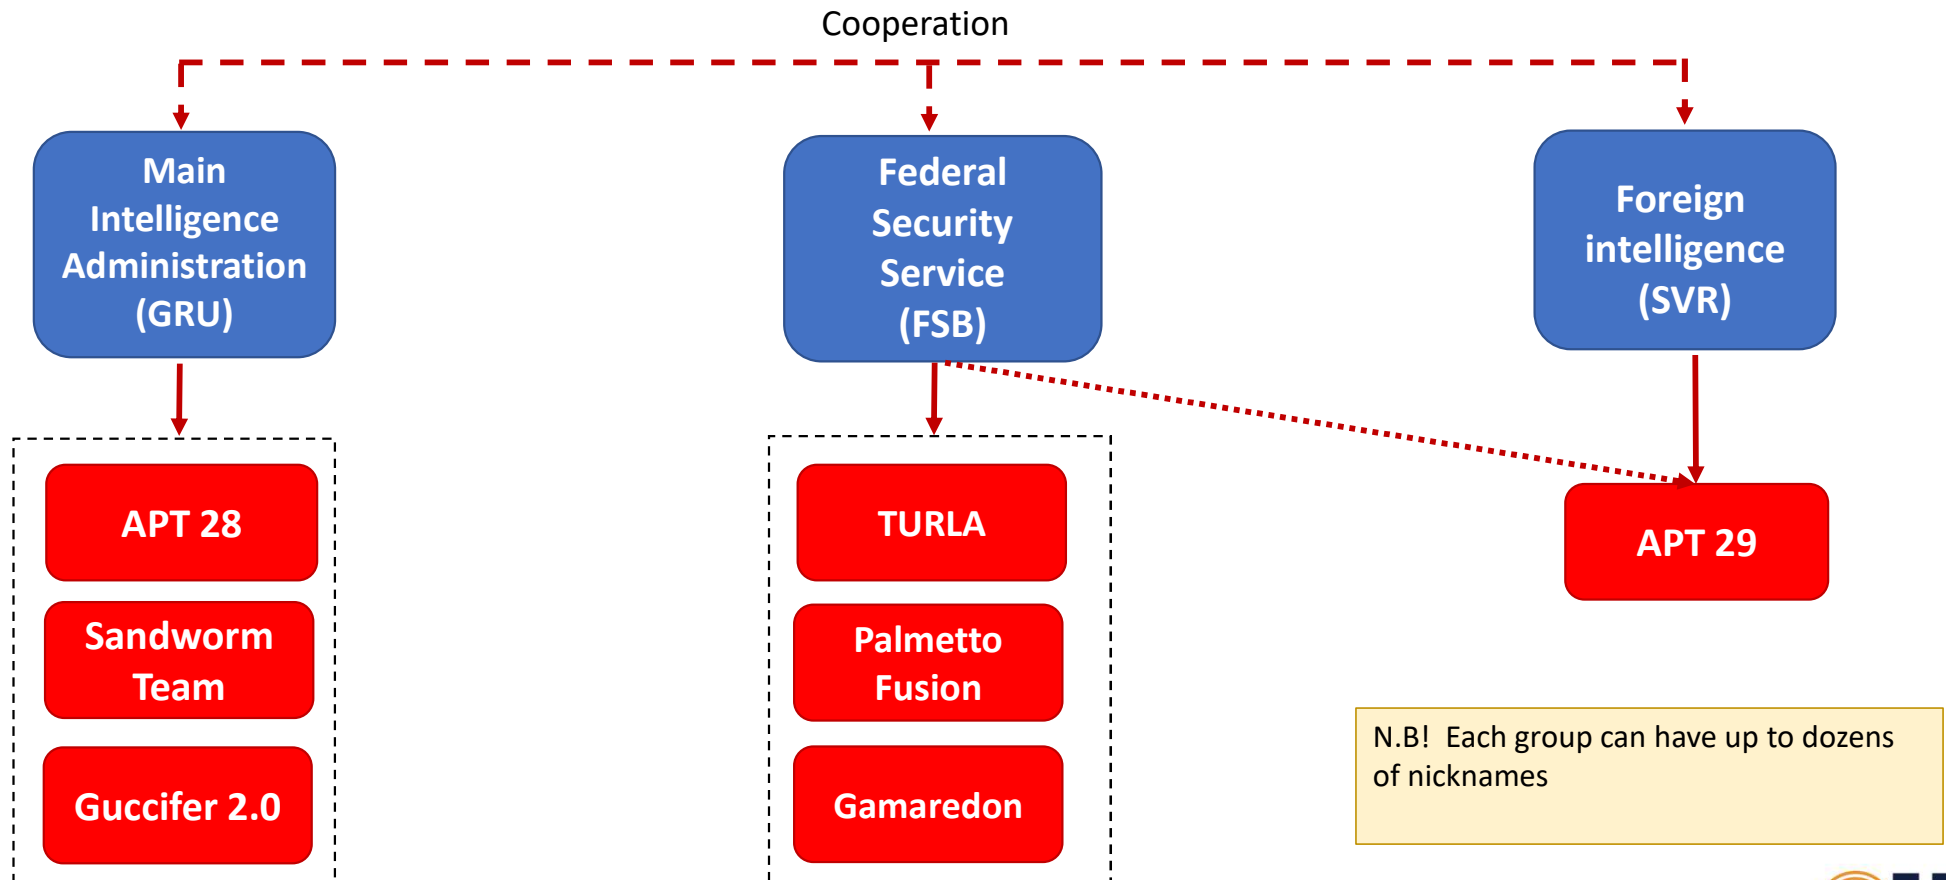 Cooperation
Main
Intelligence
Administration
(GRU)
Federal
Security
Service
(FSB)
Foreign
intelligence
(SVR)
APT 28
Sandworm
Team
Guccifer 2.0
TURLA
Palmetto
Fusion
Gamaredon
APT 29
N.B!  Each group can have up to dozens
of nicknames